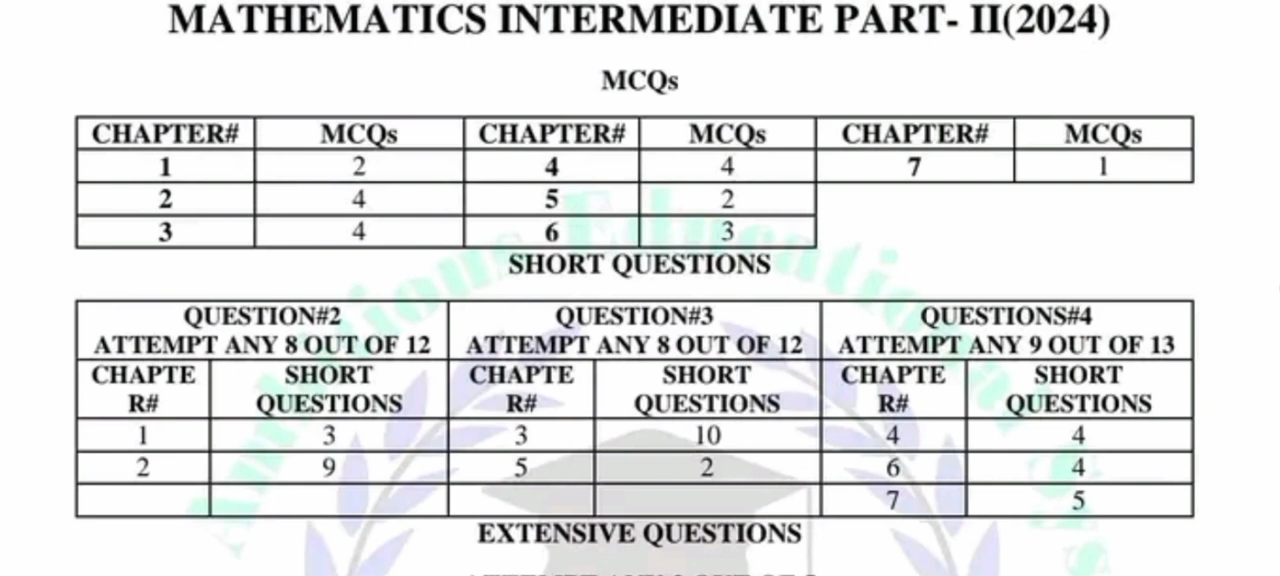 MATHEMATICS INTERMEDIATE PART- II(2024)
MCQs
CHAPTER# MCQs CHAPTER# MCQs CHAPTER# MCQs
1 2 4 4 7 1
2 4 5 2
3 4 6 3
SHORT QUESTIONS
QUESTION#2 QUESTION#3 QUESTIONS#4
ATTEMPT ANY 8 OUT OF 12 ATTEMPT ANY 8 OUT OF 12 ATTEMPT ANY 9 OUT OF 13
CHAPTE SHORT CHAPTE SHORT CHAPTE SHORT
R# QUESTIONS R# QUESTIONS R# QUESTIONS
1 3 3 10 4 4
2 9 5 2 6 4
7 5
EXTENSIVE QUESTIONS